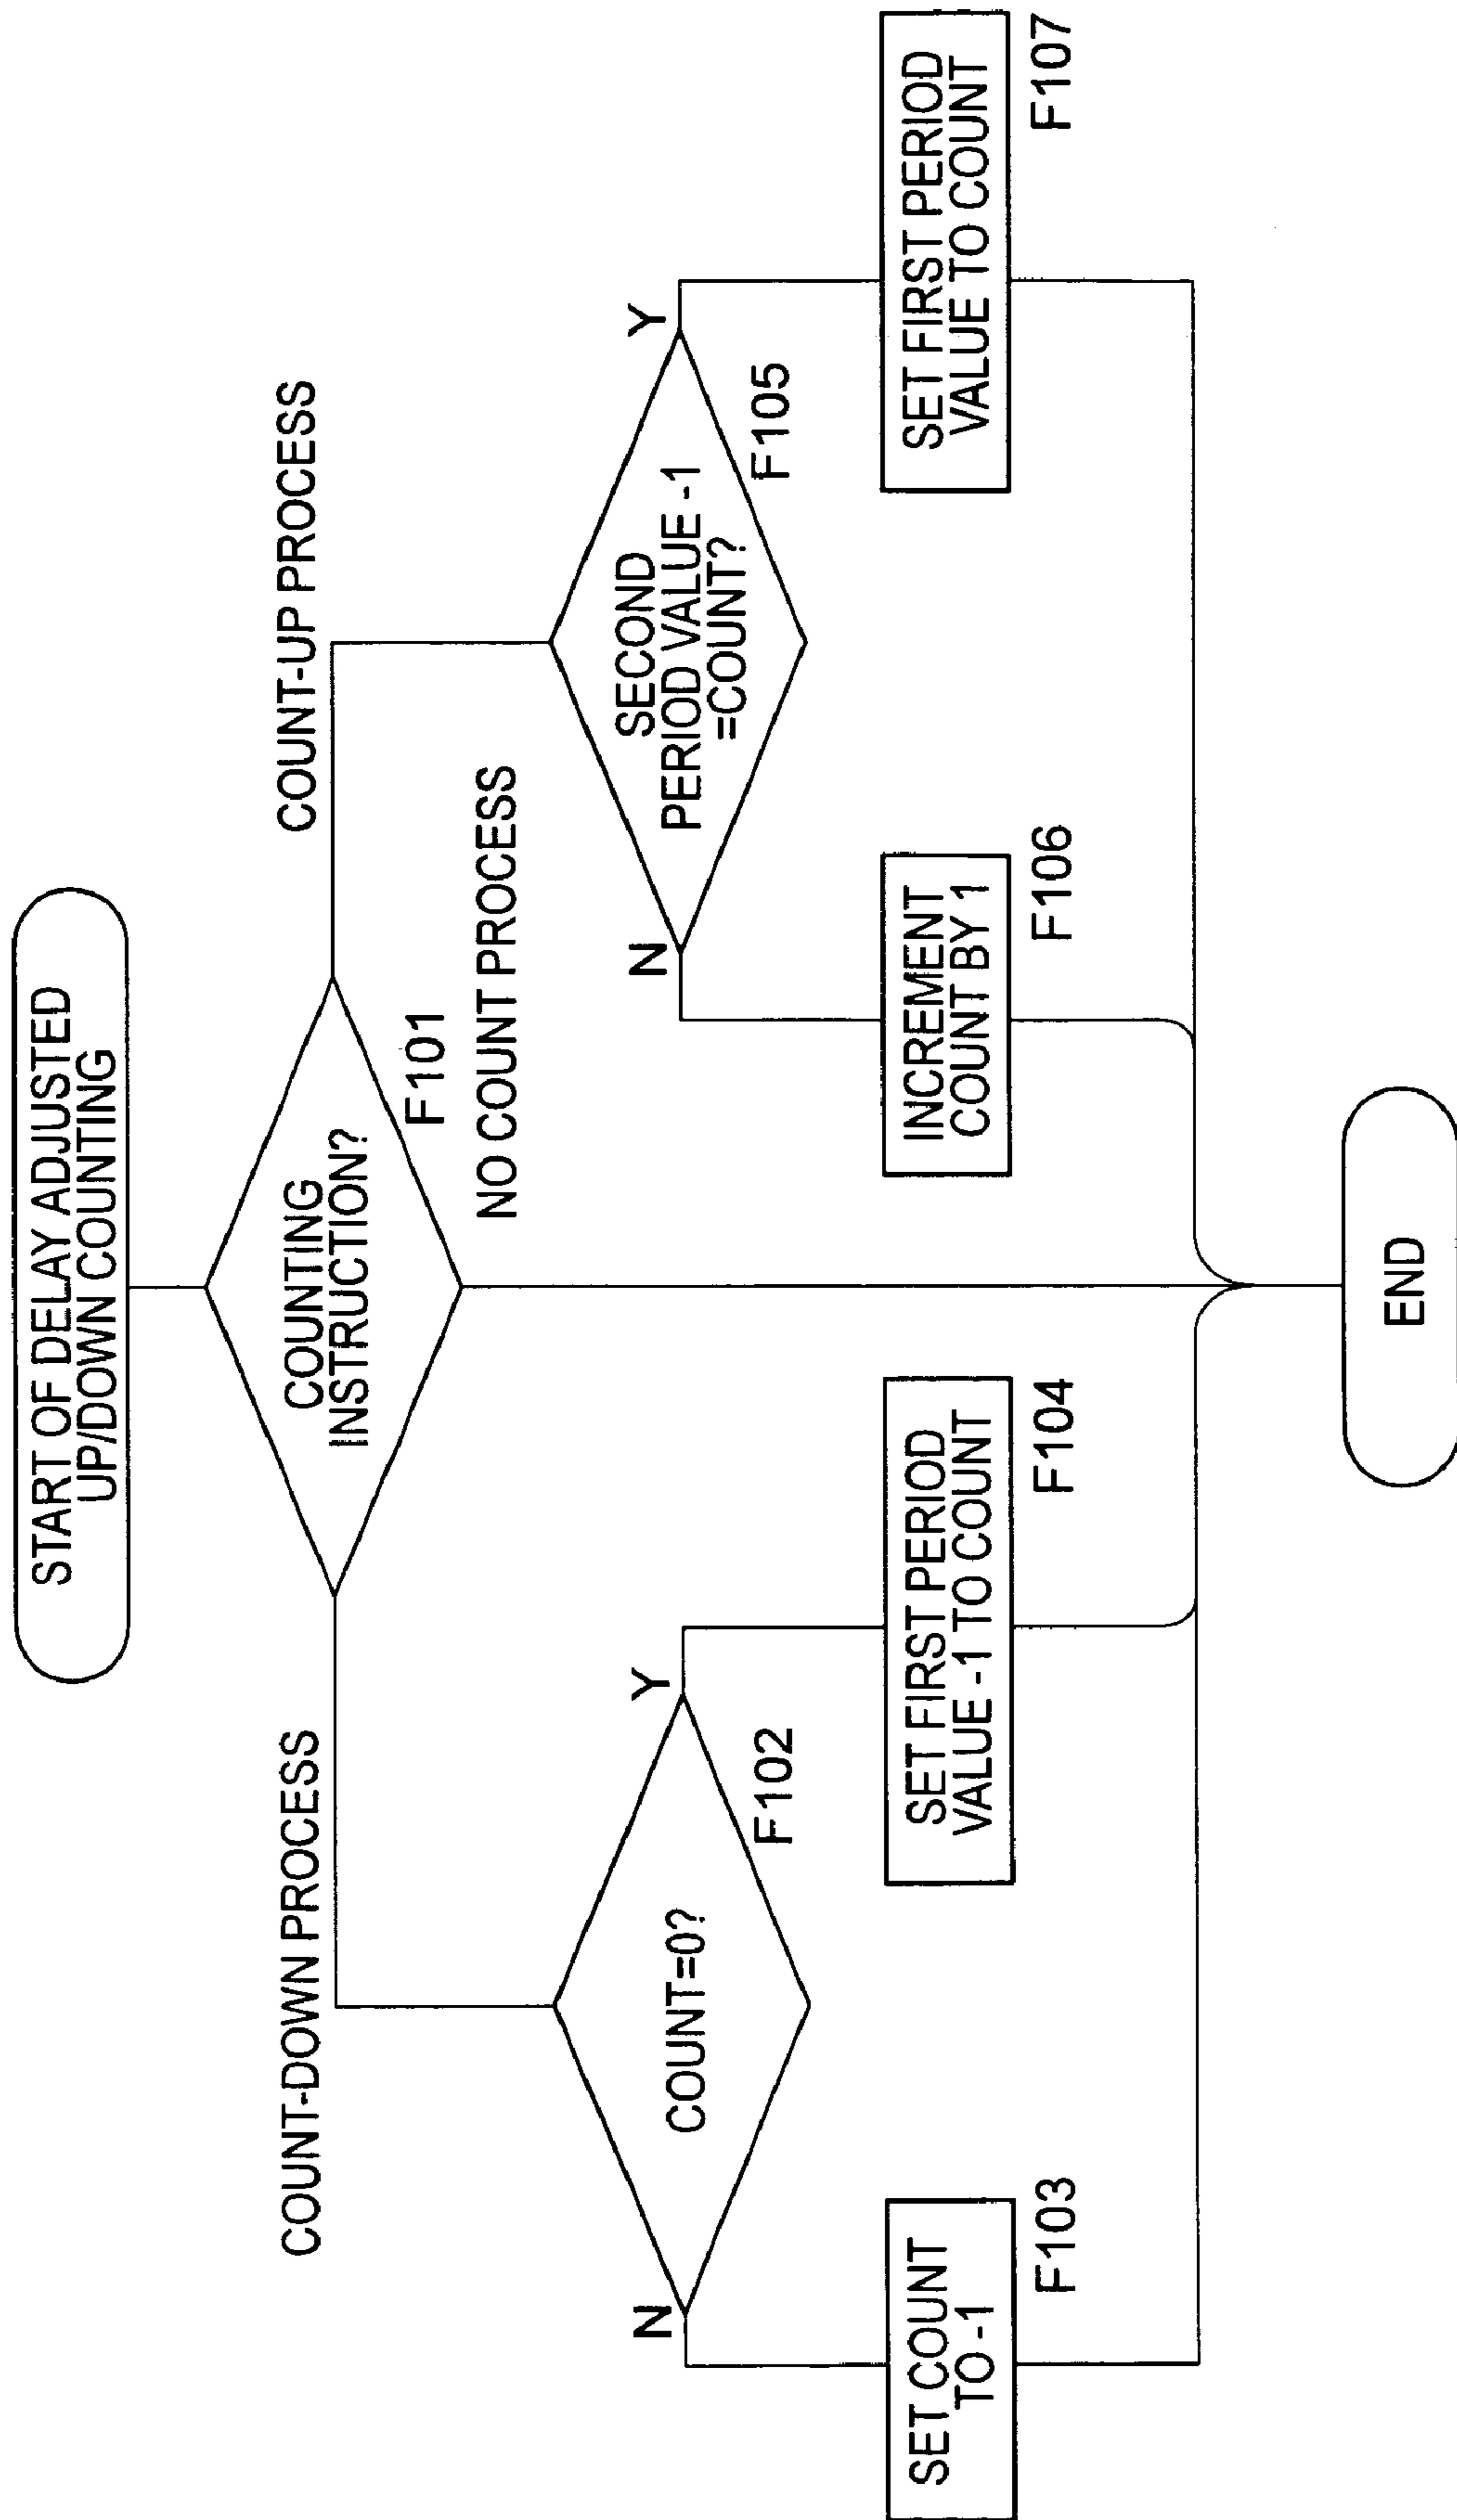 START OF DELAY ADJUSTED
UP/DOWN COUNTING
COUNTING
INSTRUCTION?
F101
COUNT-DOWN PROCESS
COUNT-UP PROCESS
NO COUNT PROCESS
COUNT=0?
N
Y
F102
SECOND
PERIOD VALUE -1
=COUNT?
N
Y
F105
SET COUNT
TO -1
F103
SET FIRST PERIOD
VALUE -1 TO COUNT
F104
INCREMENT
COUNT BY 1
F106
SET FIRST PERIOD
VALUE TO COUNT
F107
END